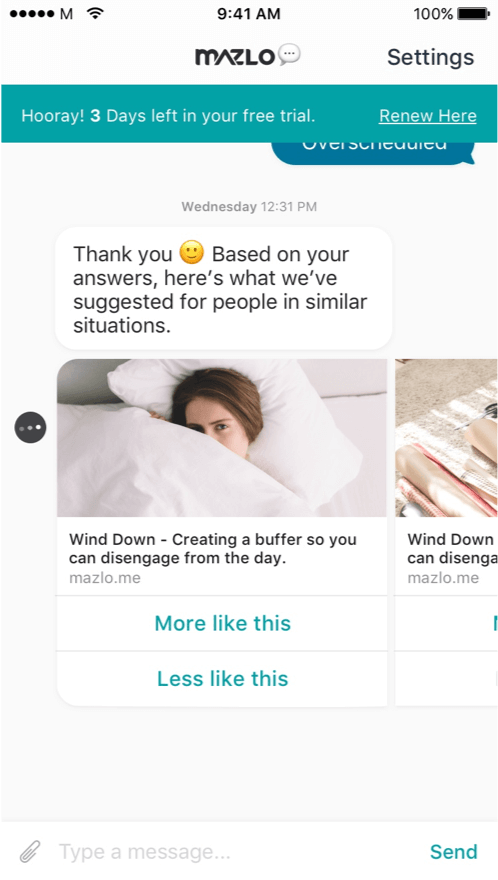 M 9:41 AM 100%
MAZLO Settings
Hooray! 3 Days left in your free trial. Renew Here
Overscheduled
Wednesday 12:31 PM
Thank you 🙂 Based on your
answers, here’s what we’ve
suggested for people in similar
situations.
Wind Down - Creating a buffer so you
can disengage from the day.
mazlo.me
More like this
Less like this
Wind Down
can disenga
mazlo.me
Type a message...
Send